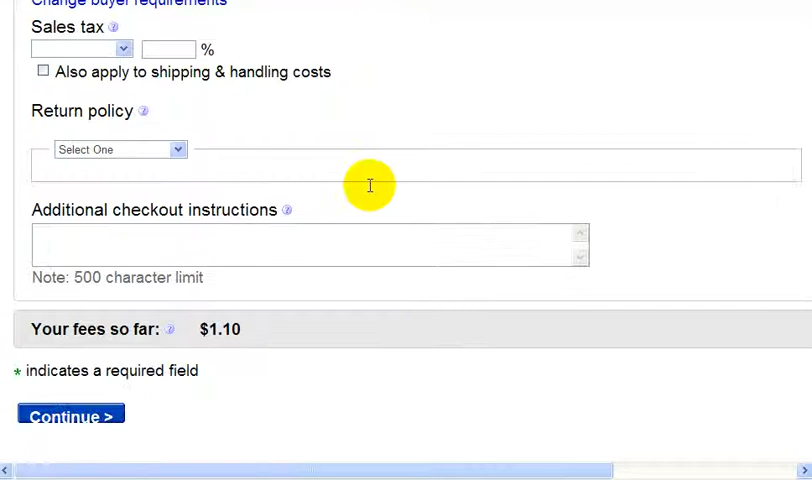 Change buyer requirements
Sales tax
%
Also apply to shipping & handling costs
Return policy
Select One
Additional checkout instructions
Note: 500 character limit
Your fees so far: $1.10
* indicates a required field
Continue >